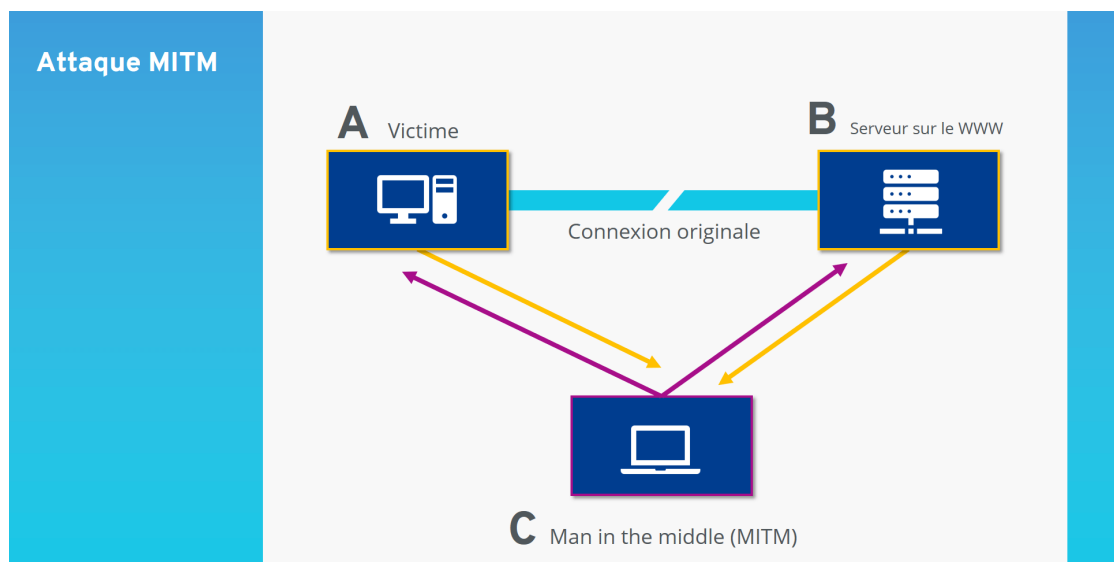 Attaque MITM
A Victime
B Serveur sur le WWW
Connexion originale
C Man in the middle (MITM)